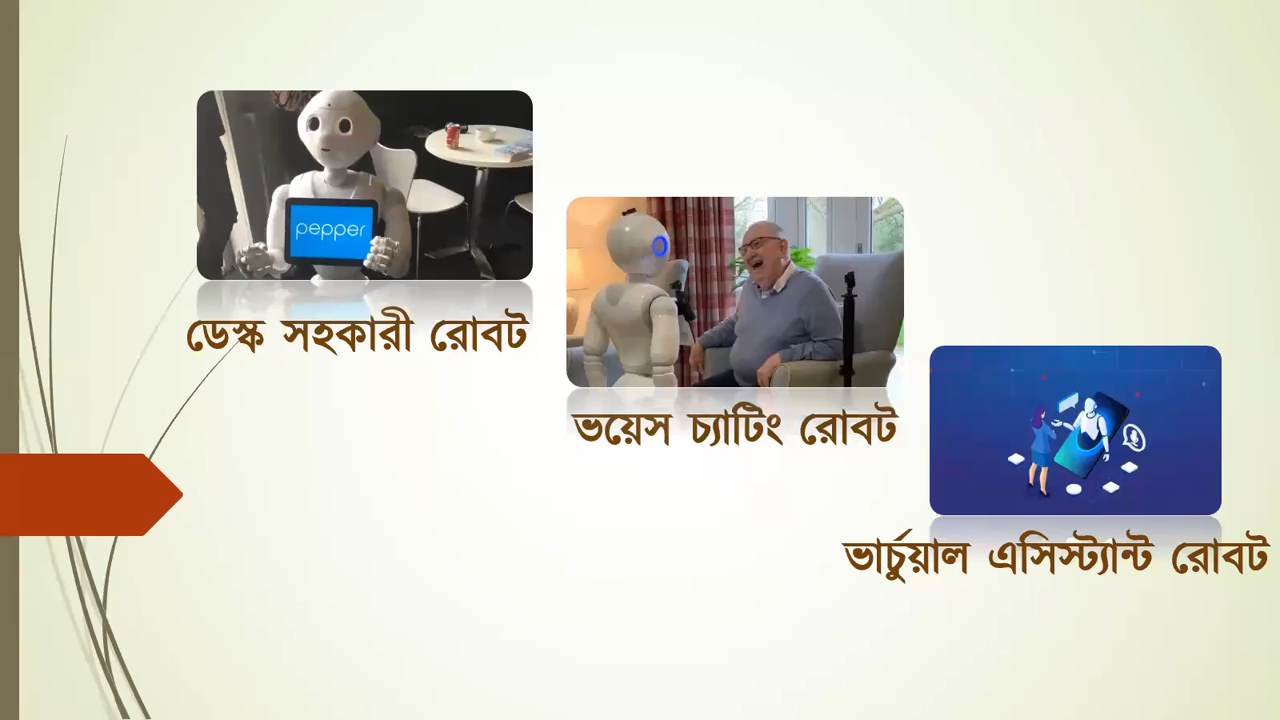 pepper
ডেস্ক সহকারী রোবট
ভয়েস চ্যাটিং রোবট
ভার্চুয়াল এসিস্ট্যান্ট রোবট